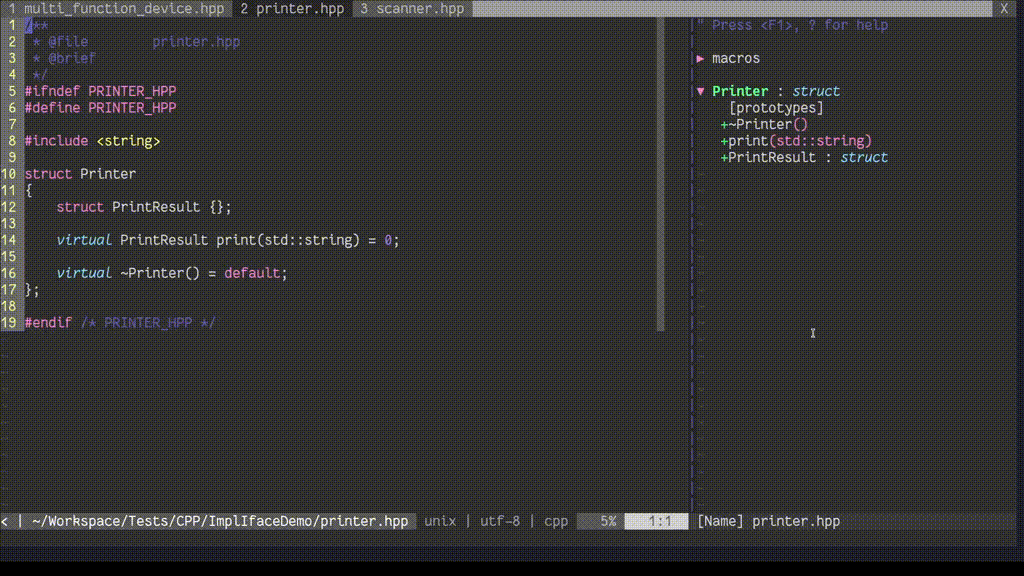 1 multi_function_device.hpp 2 printer.hpp 3 scanner.hpp X
1 /**
2  * @file        printer.hpp
3  * @brief
4  */
5 #ifndef PRINTER_HPP
6 #define PRINTER_HPP
7
8 #include <string>
9
10 struct Printer
11 {
12     struct PrintResult {};
13
14     virtual PrintResult print(std::string) = 0;
15
16     virtual ~Printer() = default;
17 };
18
19 #endif /* PRINTER_HPP */
" Press <F1>, ? for help
▶ macros
▼ Printer : struct
[prototypes]
+~Printer()
+print(std::string)
+PrintResult : struct
< | ~/Workspace/Tests/CPP/ImplIfaceDemo/printer.hpp unix | utf-8 | cpp 5% 1:1 [Name] printer.hpp